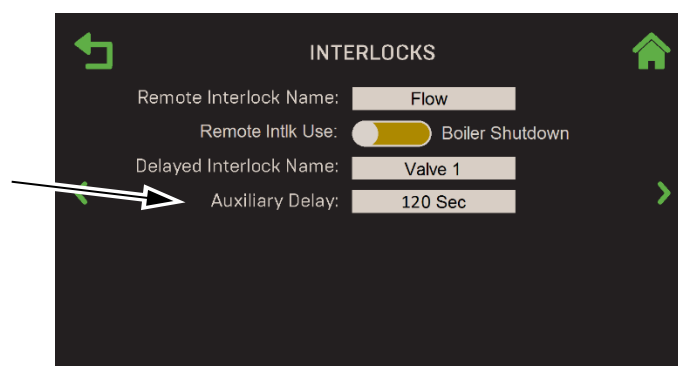 INTERLOCKS
Remote Interlock Name: Flow
Remote Intlk Use: Boiler Shutdown
Delayed Interlock Name: Valve 1
Auxiliary Delay: 120 Sec